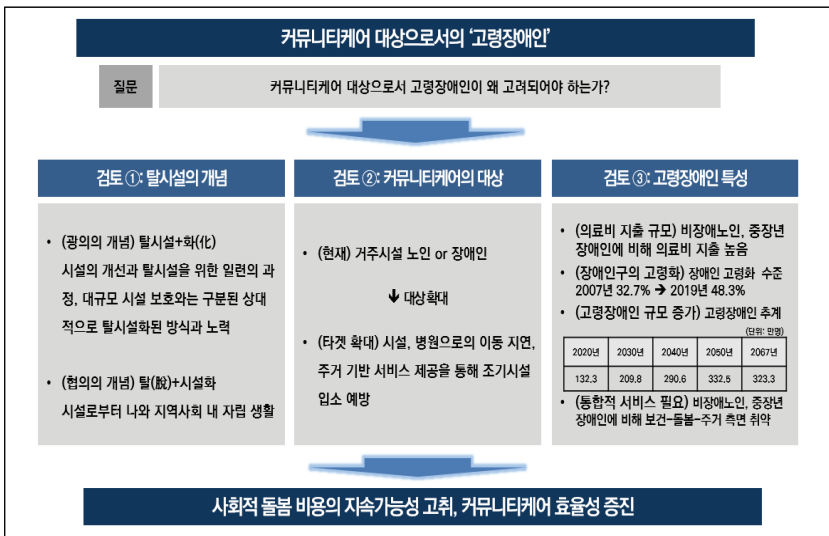 커뮤니티케어 대상으로서의 ‘고령장애인’
질문
커뮤니티케어 대상으로서 고령장애인이 왜 고려되어야 하는가?
검토 ①: 탈시설의 개념
• (광의의 개념) 탈시설+화(化)
시설의 개선과 탈시설을 위한 일련의 과
정, 대규모 시설 보호와는 구분된 상대
적으로 탈시설화된 방식과 노력
• (협의의 개념) 탈(脫)+시설화
시설로부터 나와 지역사회 내 자립 생활
검토 ②: 커뮤니티케어의 대상
• (현재) 거주시설 노인 or 장애인
↓ 대상확대
• (타겟 확대) 시설, 병원으로의 이동 지연,
주거 기반 서비스 제공을 통해 조기시설
입소 예방
검토 ③: 고령장애인 특성
• (의료비 지출 규모) 비장애노인, 중장년
장애인에 비해 의료비 지출 높음
• (장애인구의 고령화) 장애인 고령화 수준
2007년 32.7% → 2019년 48.3%
• (고령장애인 규모 증가) 고령장애인 추계
(단위: 만명)
2020년 2030년 2040년 2050년 2067년
132.3 209.8 290.6 332.5 323.3
• (통합적 서비스 필요) 비장애노인, 중장년
장애인에 비해 보건-돌봄-주거 측면 취약
사회적 돌봄 비용의 지속가능성 고취, 커뮤니티케어 효율성 증진